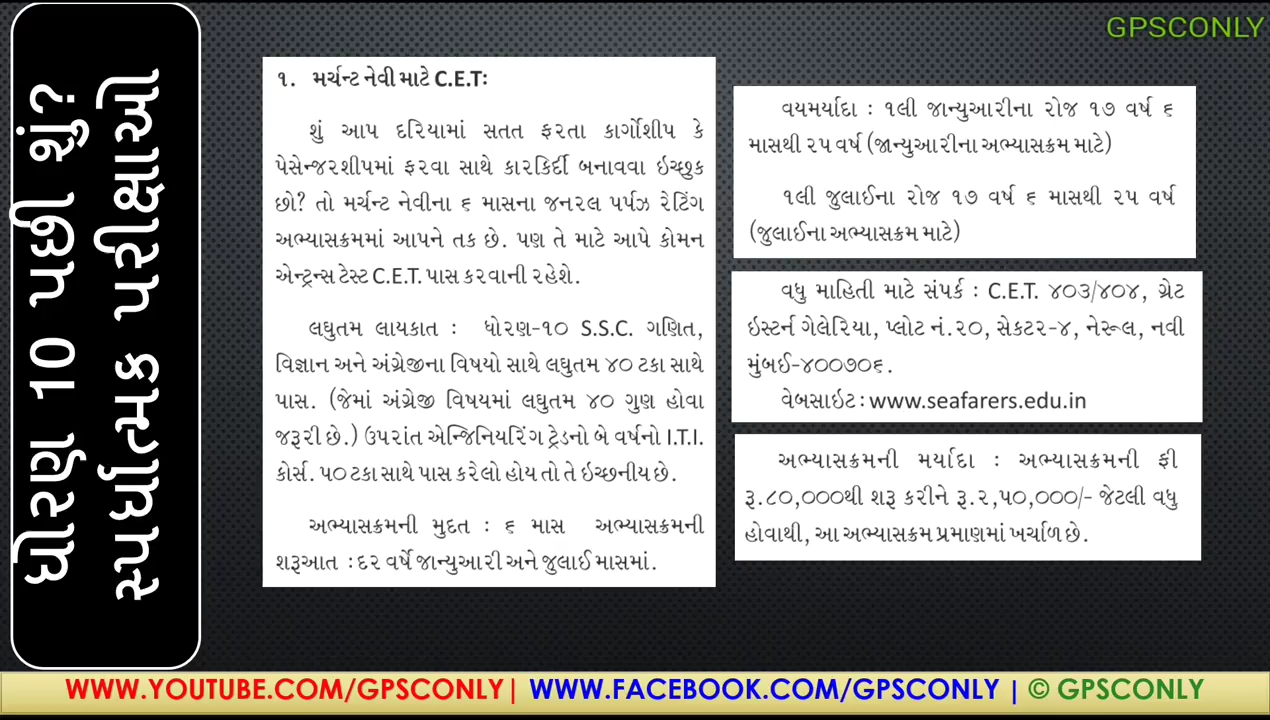 GPSCONLY
ધોરણ 10 પછી શું?
સ્પર્ધાત્મક પરીક્ષાઓ
૧. મર્ચન્ટ નેવી માટે C.E.T:
શું આપ દરિયામાં સતત ફરતા કાર્ગોશીપ કે
પેસેન્જરશીપમાં ફરવા સાથે કારકિર્દી બનાવવા ઇચ્છુક
છો? તો મર્ચન્ટ નેવીના ૬ માસના જનરલ પર્પઝ રેટિંગ
અભ્યાસક્રમમાં આપને તક છે. પણ તે માટે આપે કોમન
એન્ટ્રન્સ ટેસ્ટ C.E.T. પાસ કરવાની રહેશે.
લઘુતમ લાયકાત : ધોરણ-૧૦ S.S.C. ગણિત,
વિજ્ઞાન અને અંગ્રેજીના વિષયો સાથે લઘુતમ ૪૦ ટકા સાથે
પાસ. (જેમાં અંગ્રેજી વિષયમાં લઘુતમ ૪૦ ગુણ હોવા
જરૂરી છે.) ઉપરાંત એન્જિનિયરિંગ ટ્રેડનો બે વર્ષનો I.T.I.
કોર્સ. ૫૦ ટકા સાથે પાસ કરેલો હોય તો તે ઇચ્છનીય છે.
અભ્યાસક્રમની મુદત : ૬ માસ અભ્યાસક્રમની
શરૂઆત : દર વર્ષે જાન્યુઆરી અને જુલાઈ માસમાં.
વયમર્યાદા : ૧લી જાન્યુઆરીના રોજ ૧૭ વર્ષ ૬
માસથી ૨૫ વર્ષ (જાન્યુઆરીના અભ્યાસક્રમ માટે)
૧લી જુલાઈના રોજ ૧૭ વર્ષ ૬ માસથી ૨૫ વર્ષ
(જુલાઈના અભ્યાસક્રમ માટે)
વધુ માહિતી માટે સંપર્ક : C.E.T. ૪૦૩/૪૦૪, ગ્રેટ
ઇસ્ટર્ન ગેલેરિયા, પ્લોટ નં.૨૦, સેકટર-૪, નેરૂલ, નવી
મુંબઈ-૪૦૦૭૦૬.
વેબસાઇટ : www.seafarers.edu.in
અભ્યાસક્રમની મર્યાદા : અભ્યાસક્રમની ફી
રૂ.૮૦,૦૦૦થી શરૂ કરીને રૂ.૨,૫૦,૦૦૦/- જેટલી વધુ
હોવાથી, આ અભ્યાસક્રમ પ્રમાણમાં ખર્ચાળ છે.
WWW.YOUTUBE.COM/GPSCONLY | WWW.FACEBOOK.COM/GPSCONLY | © GPSCONLY